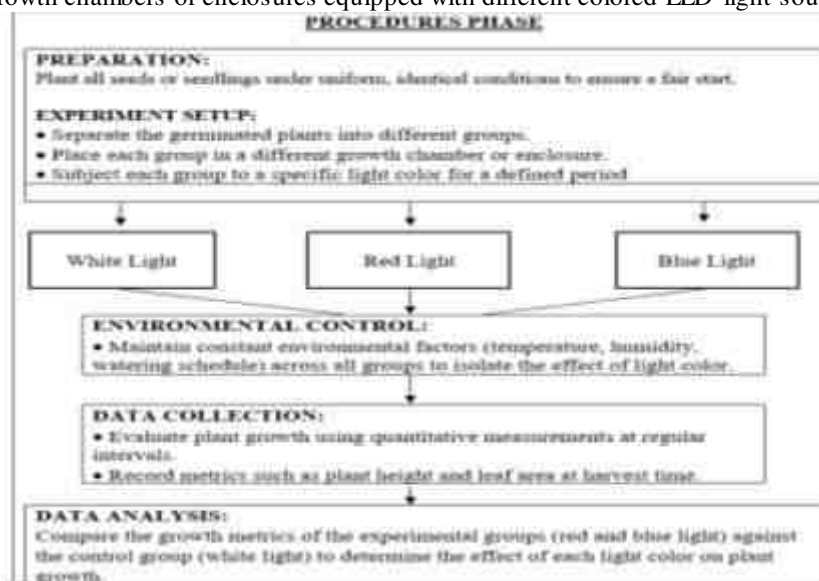 growth chambers or enclosures equipped with different colored LED light sou
PROCEDURES PHASE
PREPARATION:
Plant all seeds or seedlings under uniform, identical conditions to ensure a fair start.
EXPERIMENT SETUP:
• Separate the germinated plants into different groups.
• Place each group in a different growth chamber or enclosure.
• Subject each group to a specific light color for a defined period
White Light
Red Light
Blue Light
ENVIRONMENTAL CONTROL:
• Maintain constant environmental factors (temperature, humidity,
watering schedule) across all groups to isolate the effect of light color.
DATA COLLECTION:
• Evaluate plant growth using quantitative measurements at regular
intervals.
• Record metrics such as plant height and leaf area at harvest time.
DATA ANALYSIS:
Compare the growth metrics of the experimental groups (red and blue light) against
the control group (white light) to determine the effect of each light color on plant
growth.